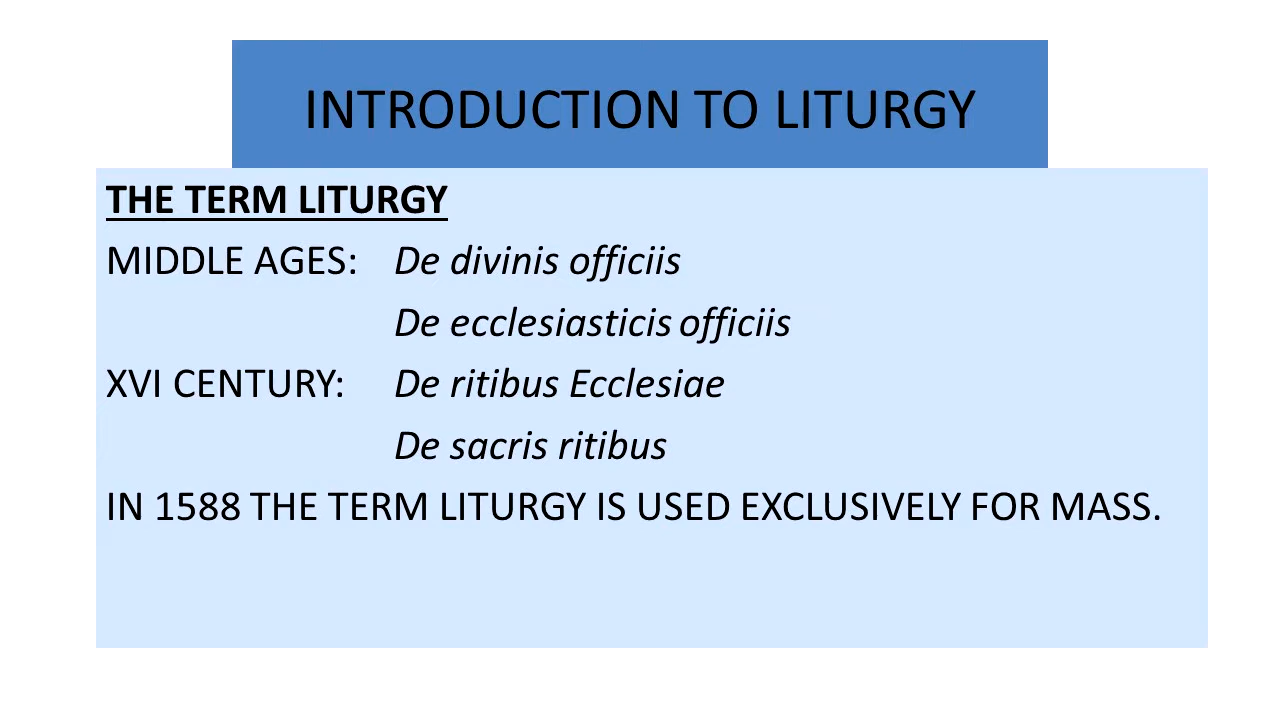 INTRODUCTION TO LITURGY
THE TERM LITURGY
MIDDLE AGES: De divinis officiis
De ecclesiasticis officiis
XVI CENTURY: De ritibus Ecclesiae
De sacris ritibus
IN 1588 THE TERM LITURGY IS USED EXCLUSIVELY FOR MASS.